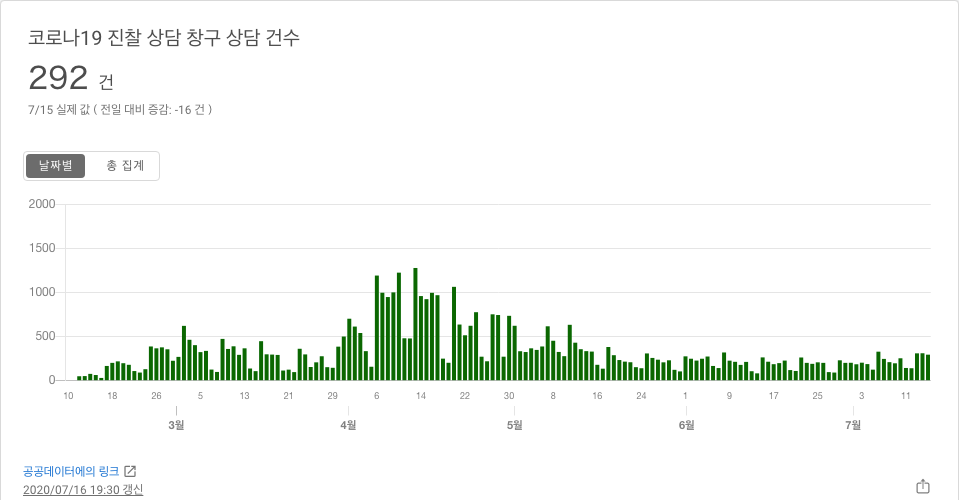 코로나19 진찰 상담 창구 상담 건수
292 건
7/15 실제 값 ( 전일 대비 증감: -16 건 )
날짜별 총 집계
2000
1500
1000
500
0
10 18 26 5 13 21 29 6 14 22 30 8 16 24 1 9 17 25 3 11
3월 4월 5월 6월 7월
공공데이터에의 링크
2020/07/16 19:30 갱신